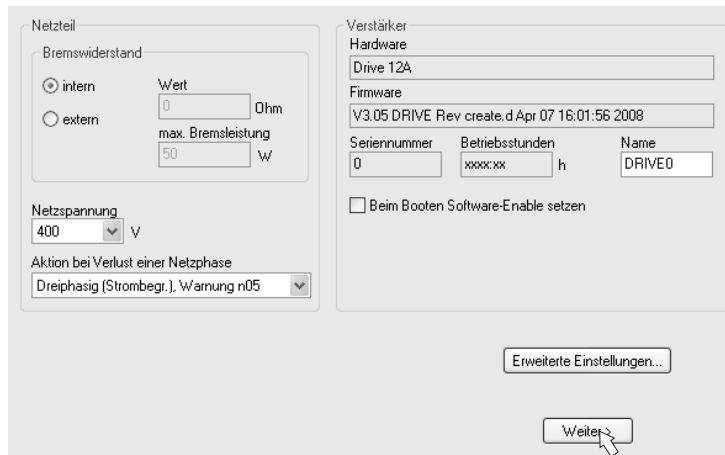 Netzteil
Bremswiderstand
intern
extern
Wert
0 Ohm
max. Bremsleistung
50 W
Netzspannung
400 V
Aktion bei Verlust einer Netzphase
Dreiphasig (Strombegr.), Warnung n05
Verstärker
Hardware
Drive 12A
Firmware
V3.05 DRIVE Rev create.d Apr 07 16:01:56 2008
Seriennummer Betriebsstunden Name
0 xxxx:xx h DRIVE0
Beim Booten Software-Enable setzen
Erweiterte Einstellungen...
Weiter >